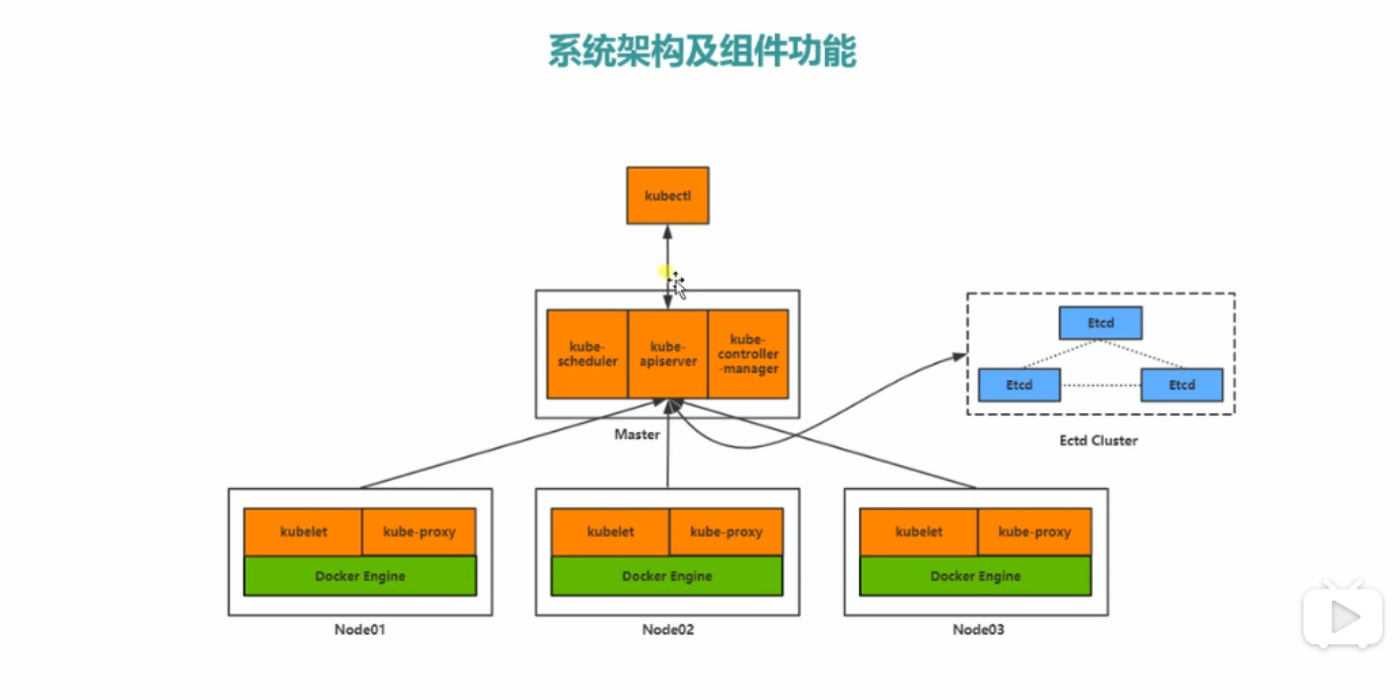 系统架构及组件功能
kubectl
kube-
scheduler
kube-
apiserver
kube-
controller
-manager
Master
Etcd
Etcd
Etcd
Ectd Cluster
kubelet
kube-proxy
Docker Engine
Node01
kubelet
kube-proxy
Docker Engine
Node02
kubelet
kube-proxy
Docker Engine
Node03